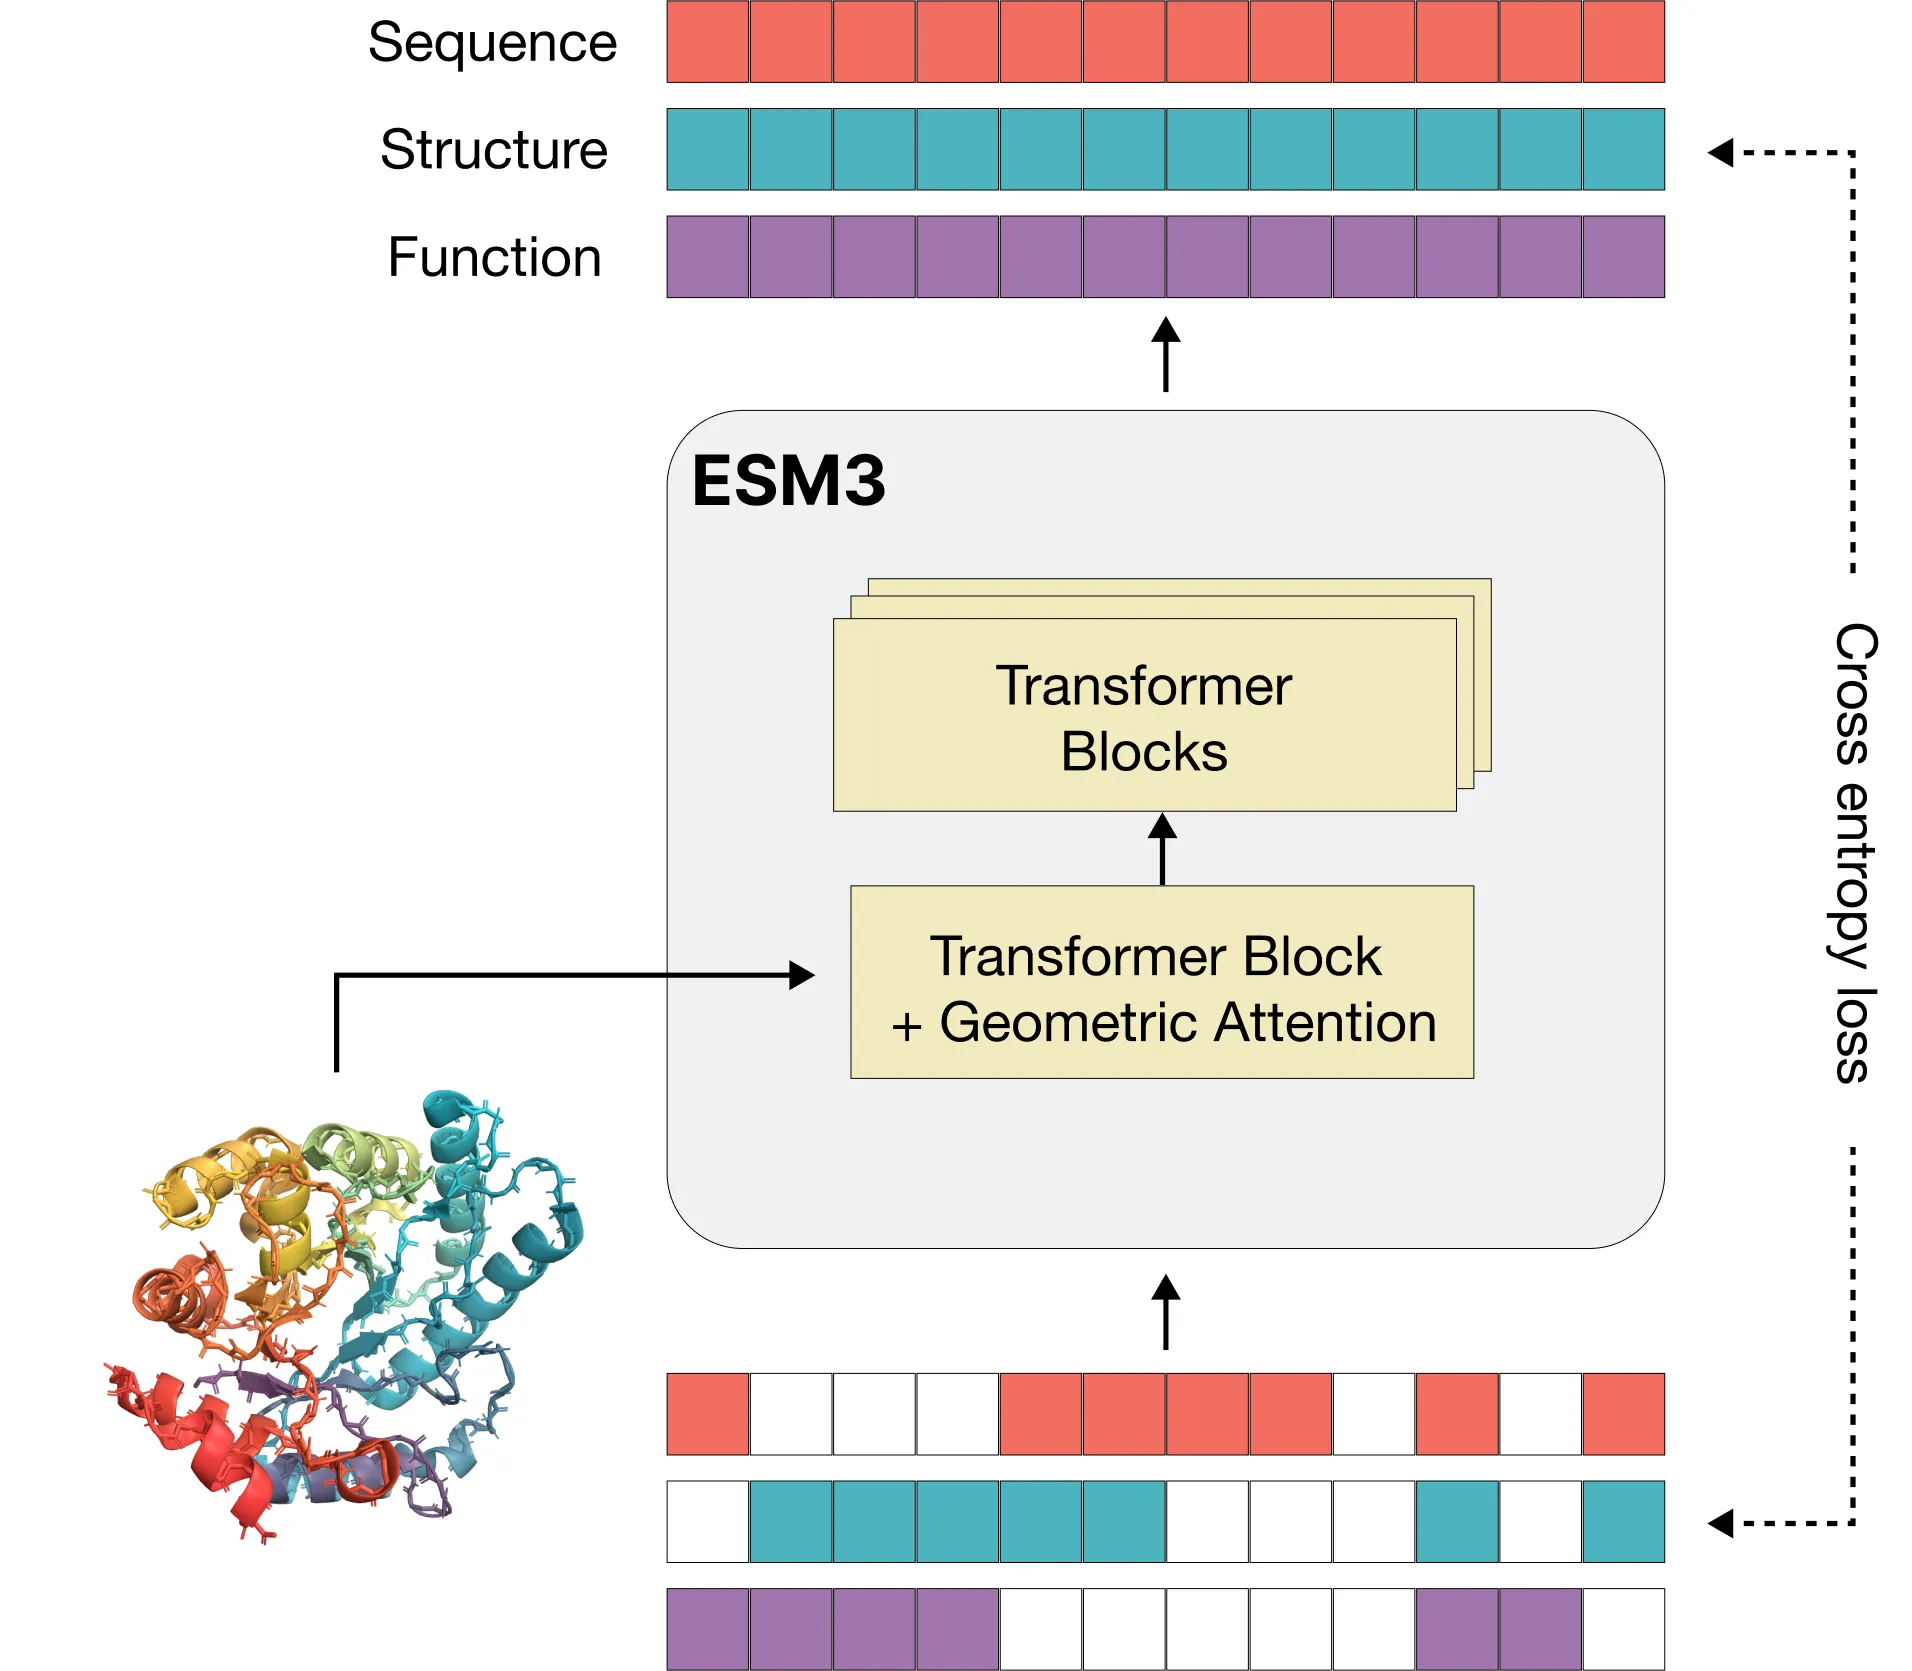 Sequence
Structure
Function
ESM3
Transformer
Blocks
Transformer Block
+ Geometric Attention
Cross entropy loss